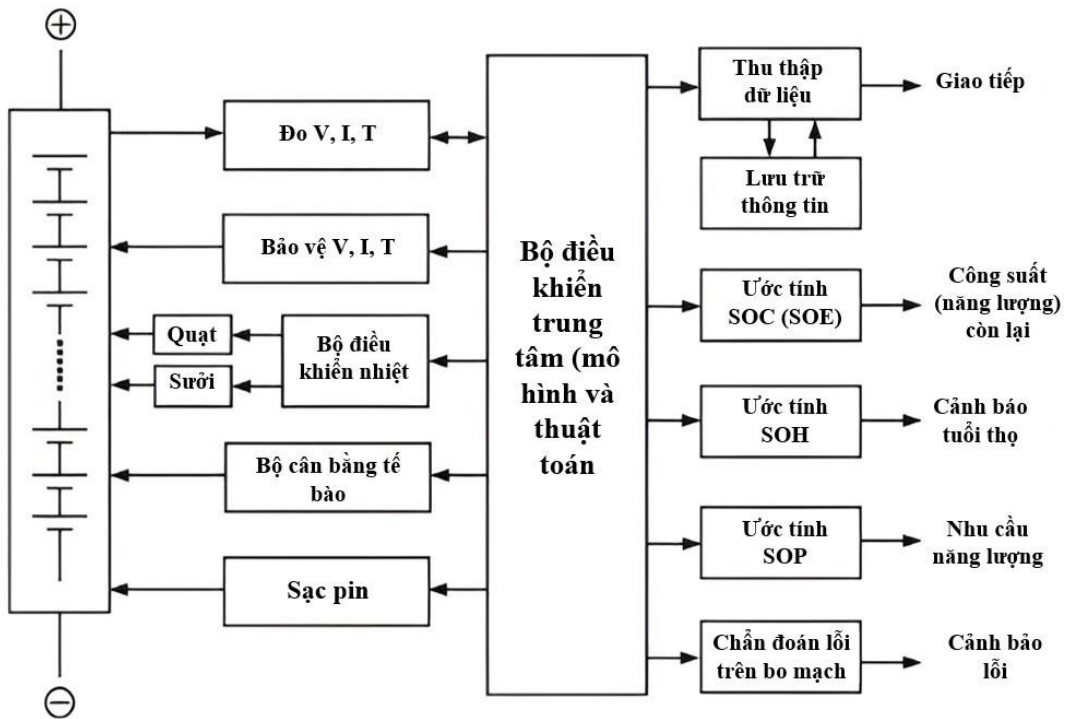 Đo V, I, T
Bảo vệ V, I, T
Quạt
Sưởi
Bộ điều
khiển nhiệt
Bộ cân bằng tế
bào
Sạc pin
Bộ điều
khiển
trung
tâm (mô
hình và
thuật
toán
Thu thập
dữ liệu
Giao tiếp
Lưu trữ
thông tin
Ước tính
SOC (SOE)
Công suất
(năng lượng)
còn lại
Ước tính
SOH
Cảnh báo
tuổi thọ
Ước tính
SOP
Nhu cầu
năng lượng
Chẩn đoán lỗi
trên bo mạch
Cảnh bảo
lỗi